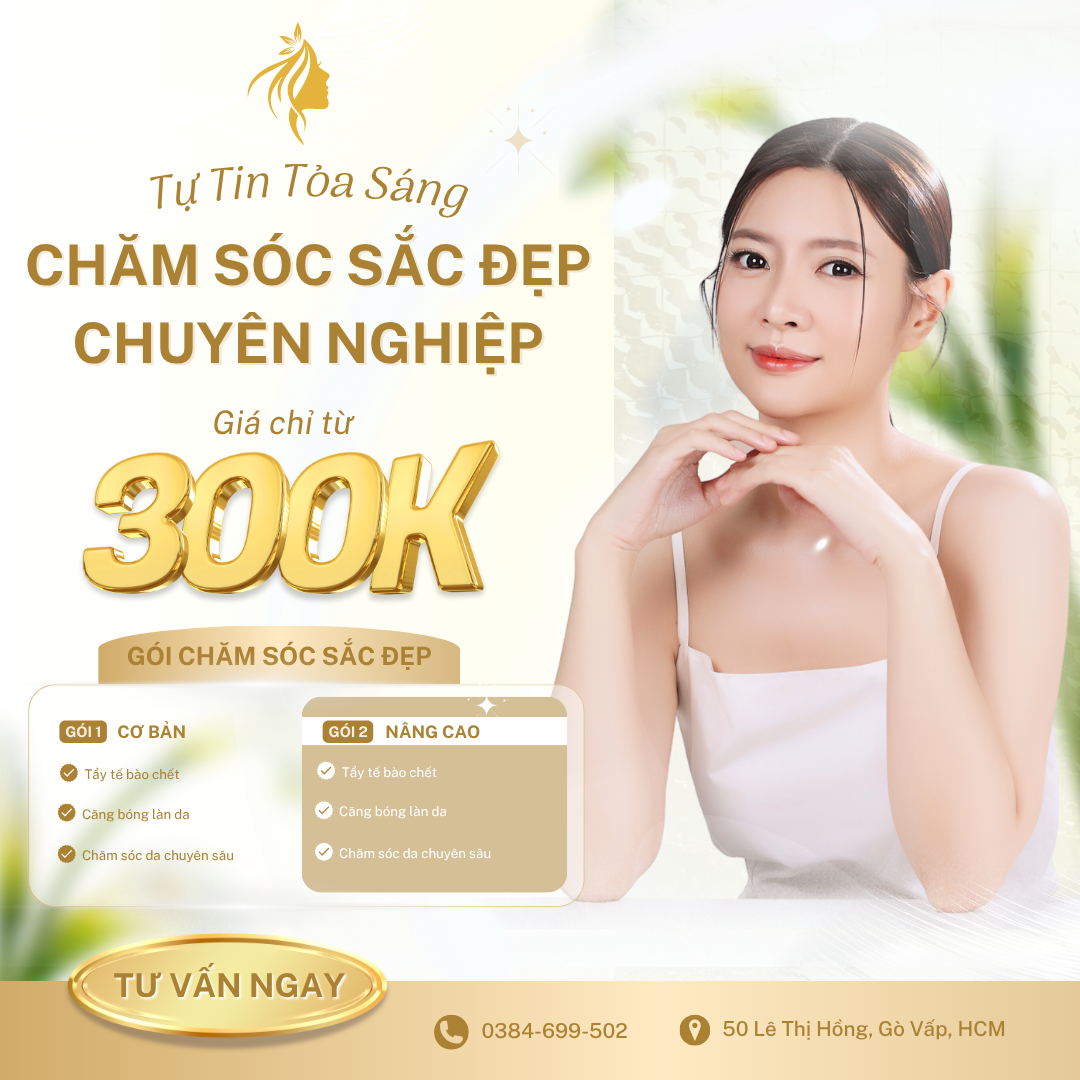 Tự Tin Tỏa Sáng
CHĂM SÓC SẮC ĐẸP
CHUYÊN NGHIỆP
Giá chỉ từ
300K
GÓI CHĂM SÓC SẮC ĐẸP
GÓI 1 CƠ BẢN
Tẩy tế bào chết
Căng bóng làn da
Chăm sóc da chuyên sâu
GÓI 2 NÂNG CAO
Tẩy tế bào chết
Căng bóng làn da
Chăm sóc da chuyên sâu
TƯ VẤN NGAY
0384-699-502
50 Lê Thị Hồng, Gò Vấp, HCM